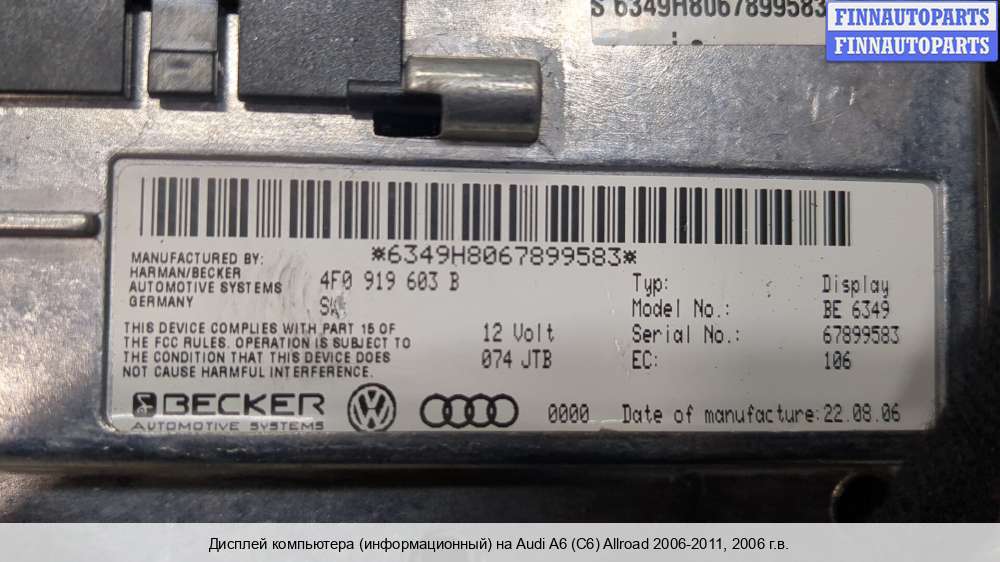 S 6349H8067899583
FINNAUTOPARTS
FINNAUTOPARTS
*6349H8067899583*
MANUFACTURED BY:
HARMAN/BECKER
AUTOMOTIVE SYSTEMS
GERMANY
4F0 919 603 B
SK
Typ: Display
Model No.: BE 6349
Serial No.: 67899583
EC: 106
THIS DEVICE COMPLIES WITH PART 15 OF
THE FCC RULES. OPERATION IS SUBJECT TO
THE CONDITION THAT THIS DEVICE DOES
NOT CAUSE HARMFUL INTERFERENCE.
12 Volt
074 JTB
BECKER
AUTOMOTIVE SYSTEMS
0000 Date of manufacture:22.08.06
Дисплей компьютера (информационный) на Audi A6 (C6) Allroad 2006-2011, 2006 г.в.